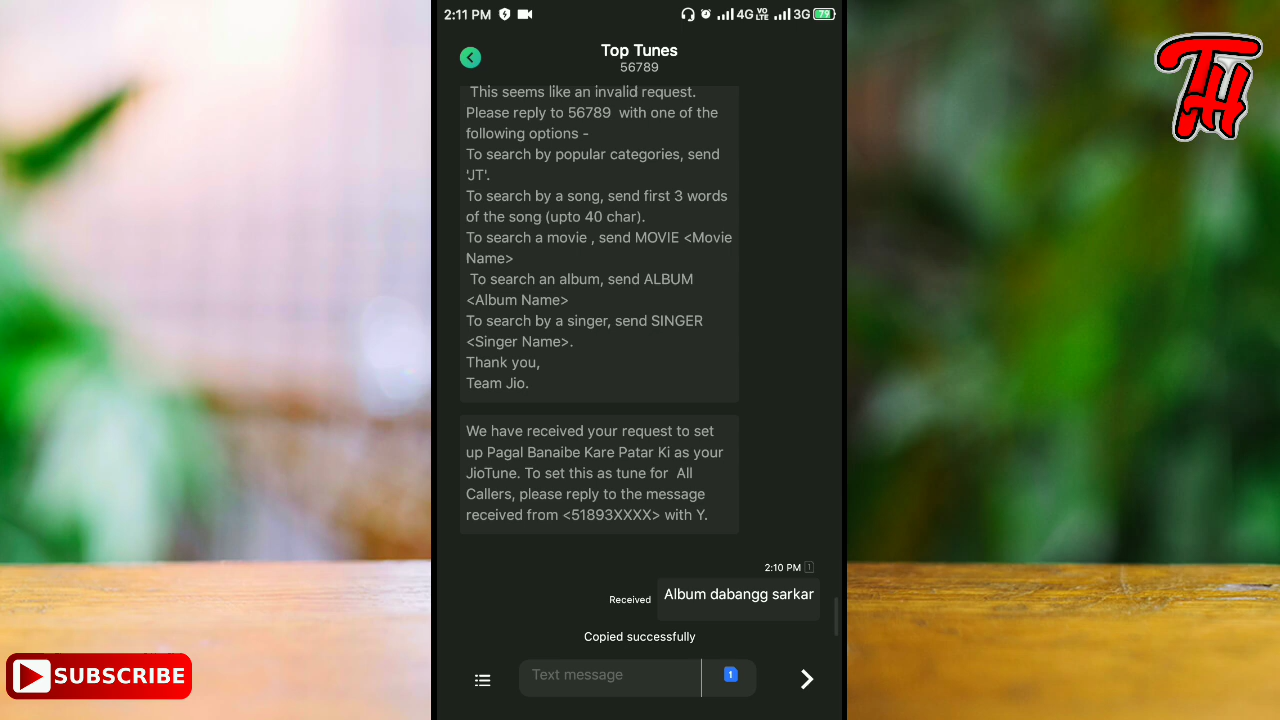 2:11 PM
4G VO LTE 3G 79
Top Tunes
56789
This seems like an invalid request.
Please reply to 56789 with one of the
following options -
To search by popular categories, send
'JT'.
To search by a song, send first 3 words
of the song (upto 40 char).
To search a movie , send MOVIE <Movie
Name>
To search an album, send ALBUM
<Album Name>
To search by a singer, send SINGER
<Singer Name>.
Thank you,
Team Jio.
We have received your request to set
up Pagal Banaibe Kare Patar Ki as your
JioTune. To set this as tune for All
Callers, please reply to the message
received from <51893XXXX> with Y.
2:10 PM 1
Received Album dabangg sarkar
Copied successfully
Text message 1
TH
SUBSCRIBE